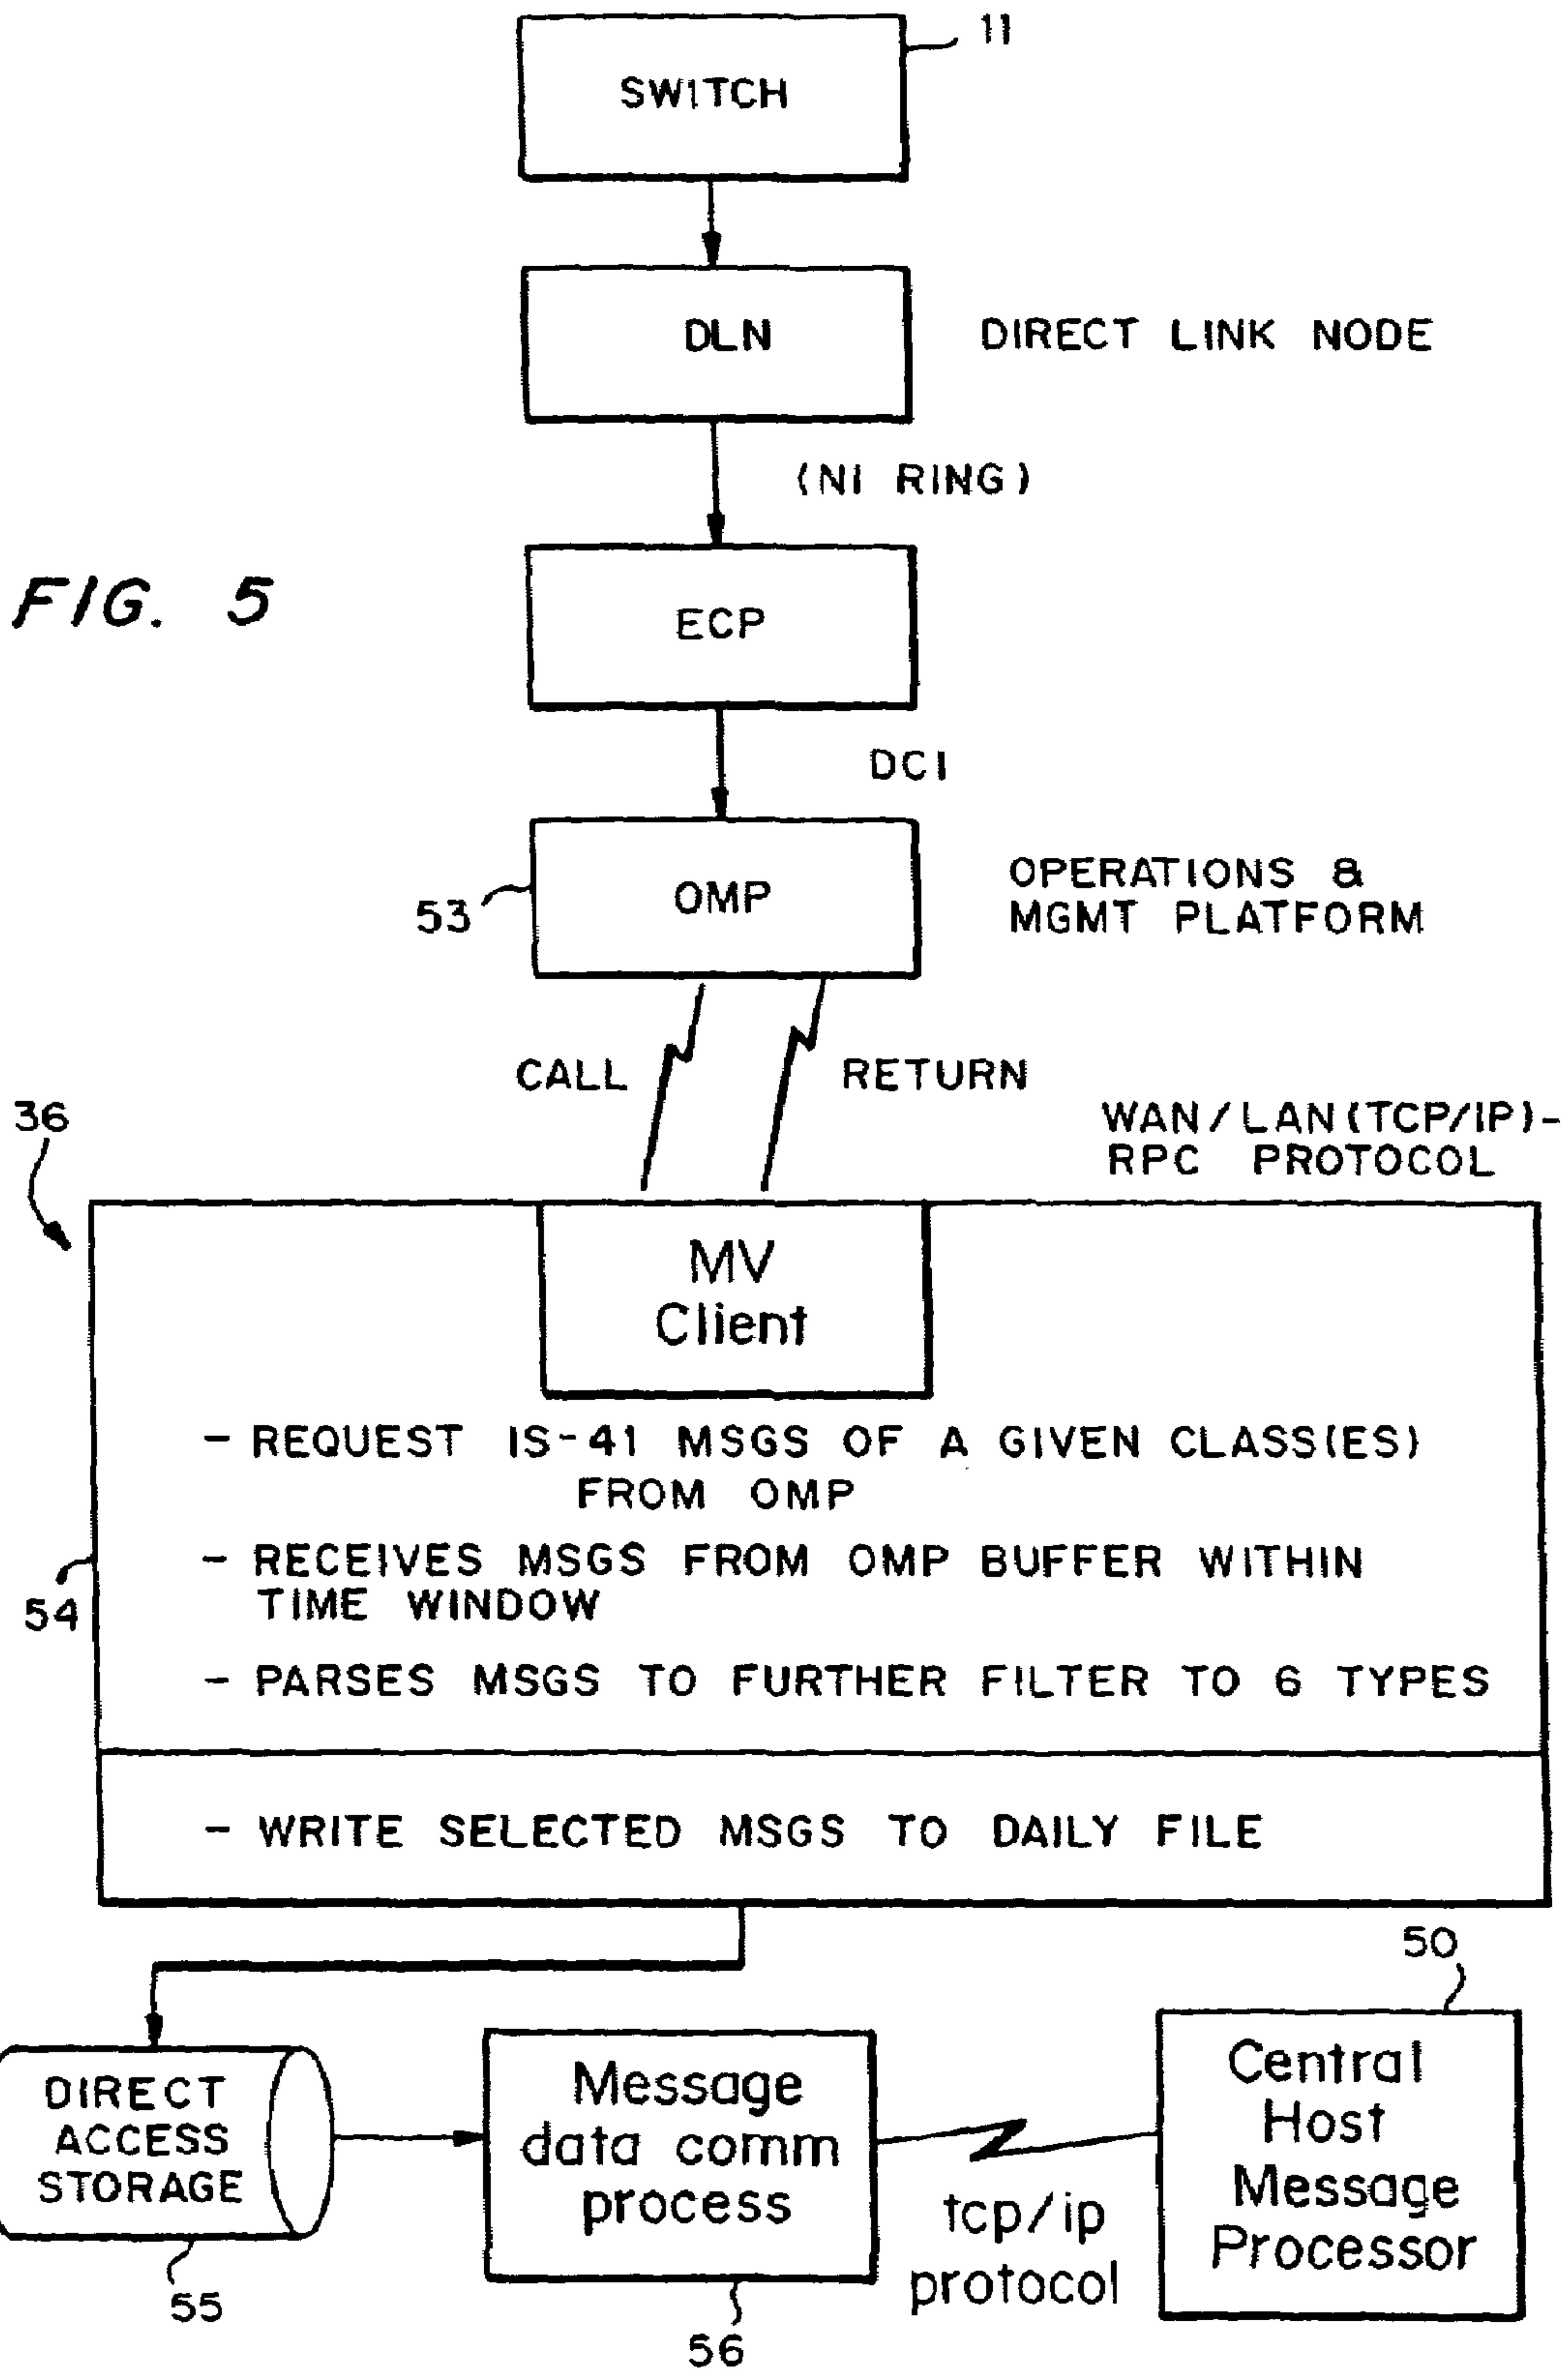 SWITCH
11
DLN
DIRECT LINK NODE
(NI RING)
FIG. 5
ECP
DCI
OMP
53
OPERATIONS &
MGMT PLATFORM
CALL
RETURN
36
WAN/LAN(TCP/IP)-
RPC PROTOCOL
MV
Client
- REQUEST IS-41 MSGS OF A GIVEN CLASS(ES)
FROM OMP
- RECEIVES MSGS FROM OMP BUFFER WITHIN
TIME WINDOW
54
- PARSES MSGS TO FURTHER FILTER TO 6 TYPES
- WRITE SELECTED MSGS TO DAILY FILE
50
DIRECT
ACCESS
STORAGE
55
Message
data comm
process
56
tcp/ip
protocol
Central
Host
Message
Processor